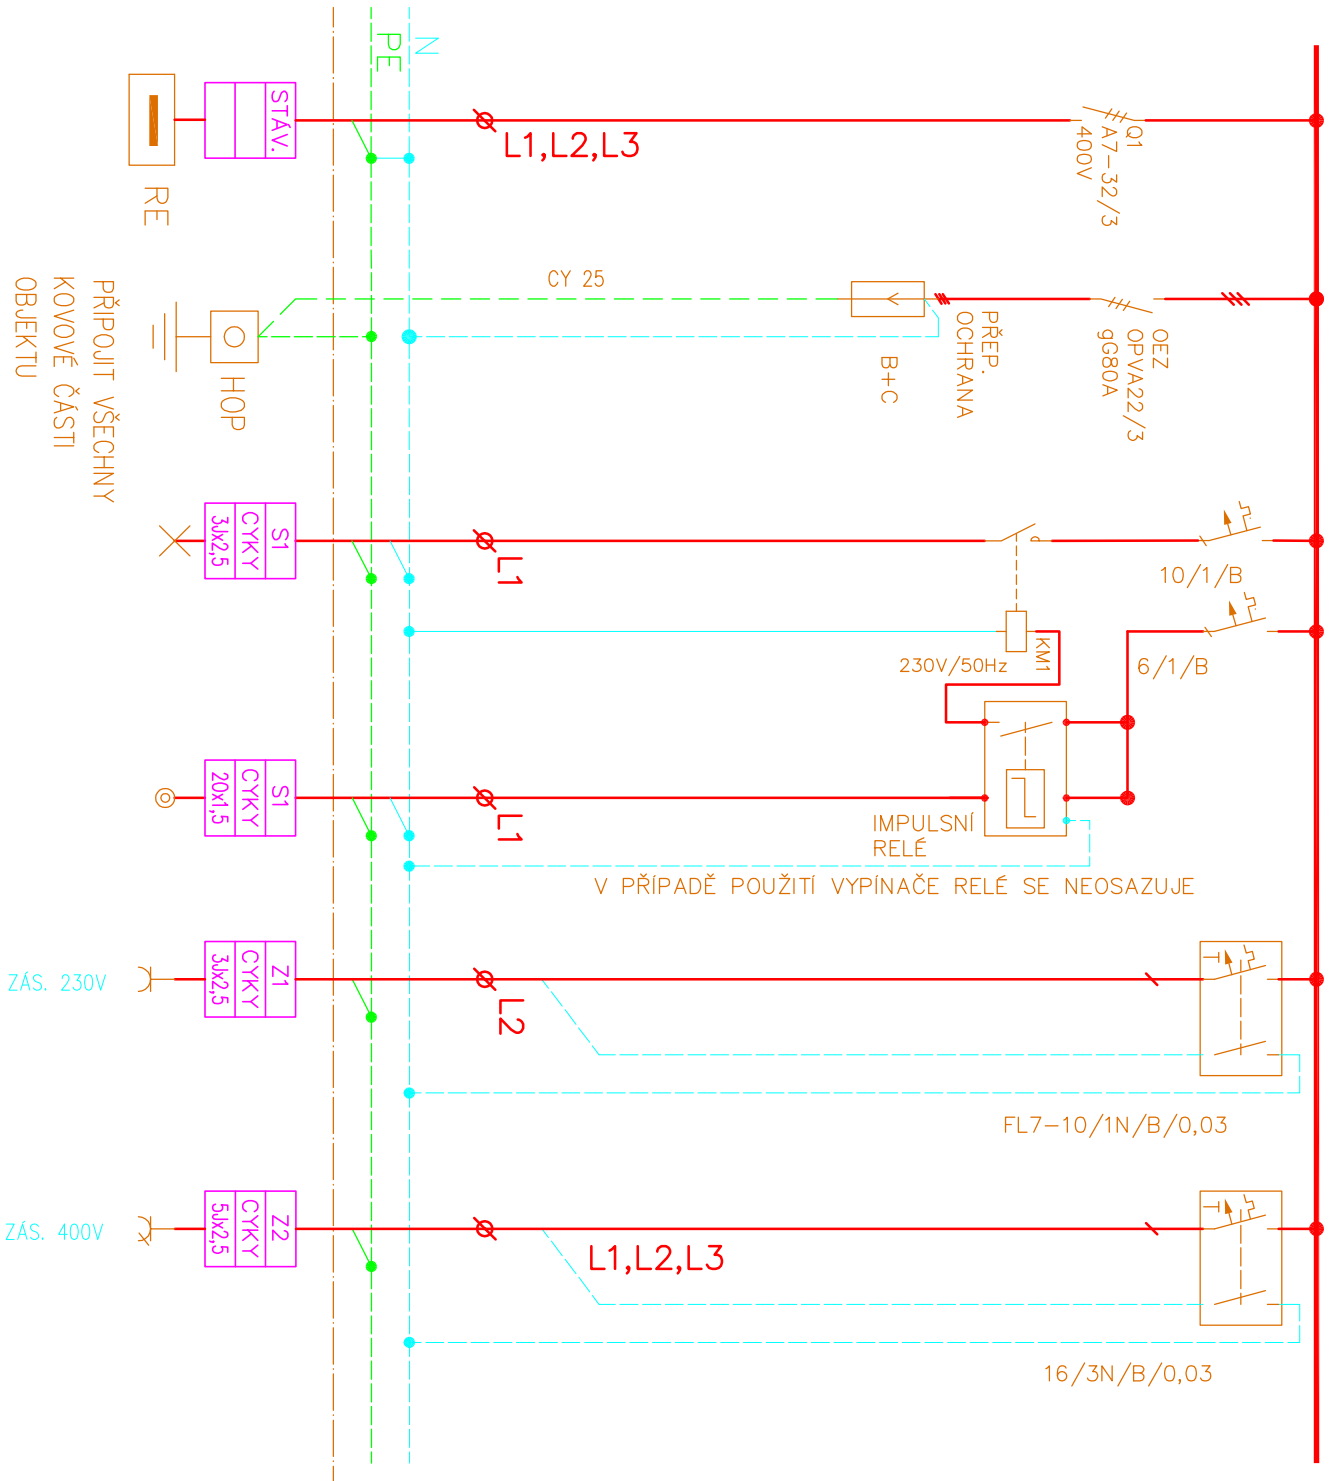 N
PE
STÁV.
L1,L2,L3
Q1
A7-32/3
400V
RE
CY 25
OEZ
OPVA22/3
gG80A
PŘEP.
OCHRANA
B+C
HOP
PŘIPOJIT VŠECHNY
KOVOVÉ ČÁSTI
OBJEKTU
S1
CYKY
3Jx2,5
L1
10/1/B
KM1
230V/50Hz
6/1/B
S1
CYKY
2Ox1,5
L1
IMPULSNÍ
RELÉ
V PŘÍPADĚ POUŽITÍ VYPÍNAČE RELÉ SE NEOSAZUJE
ZÁS. 230V
Z1
CYKY
3Jx2,5
L2
FL7-10/1N/B/0,03
ZÁS. 400V
Z2
CYKY
5Jx2,5
L1,L2,L3
16/3N/B/0,03